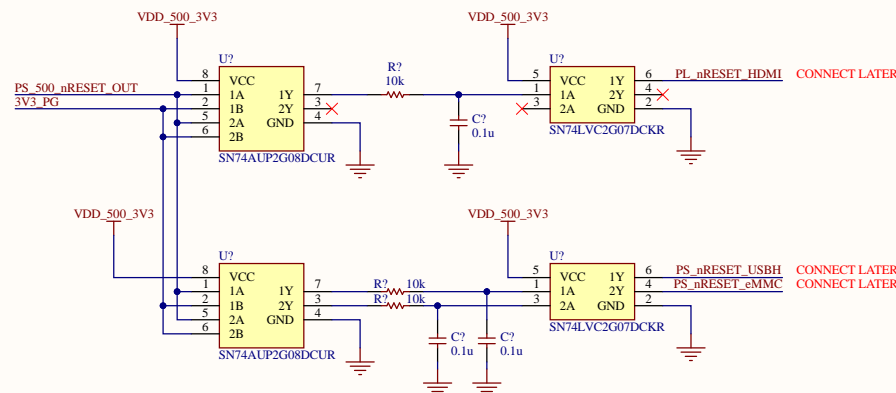 VDD_500_3V3 VDD_500_3V3
U? U?
R?
10k
PS_500_nRESET_OUT
3V3_PG
8 VCC
1 1A 1Y 7
2 1B 2Y 3
5 2A GND 4
6 2B
SN74AUP2G08DCUR
C?
0.1u
5 VCC 1Y 6 PL_nRESET_HDMI CONNECT LATER
1 1A 2Y 4
3 2A GND 2
SN74LVC2G07DCKR
VDD_500_3V3 VDD_500_3V3
U? U?
8 VCC
1 1A 1Y 7 R? 10k
2 1B 2Y 3 R? 10k
5 2A GND 4
6 2B
SN74AUP2G08DCUR
C? C?
0.1u 0.1u
5 VCC 1Y 6 PS_nRESET_USBH CONNECT LATER
1 1A 2Y 4 PS_nRESET_eMMC CONNECT LATER
3 2A GND 2
SN74LVC2G07DCKR